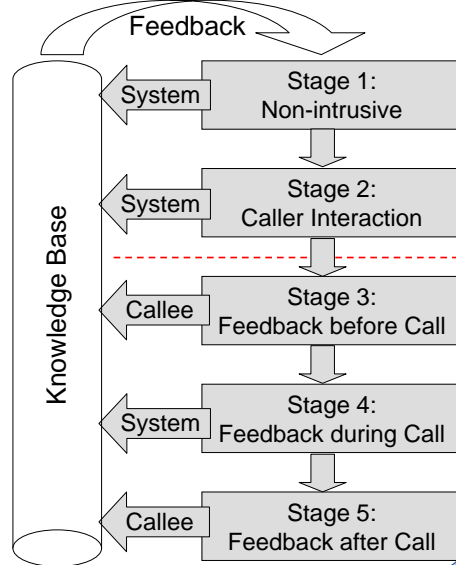 Feedback
System
Stage 1:
Non-intrusive
System
Stage 2:
Caller Interaction
Knowledge Base
Callee
Stage 3:
Feedback before Call
System
Stage 4:
Feedback during Call
Callee
Stage 5:
Feedback after Call